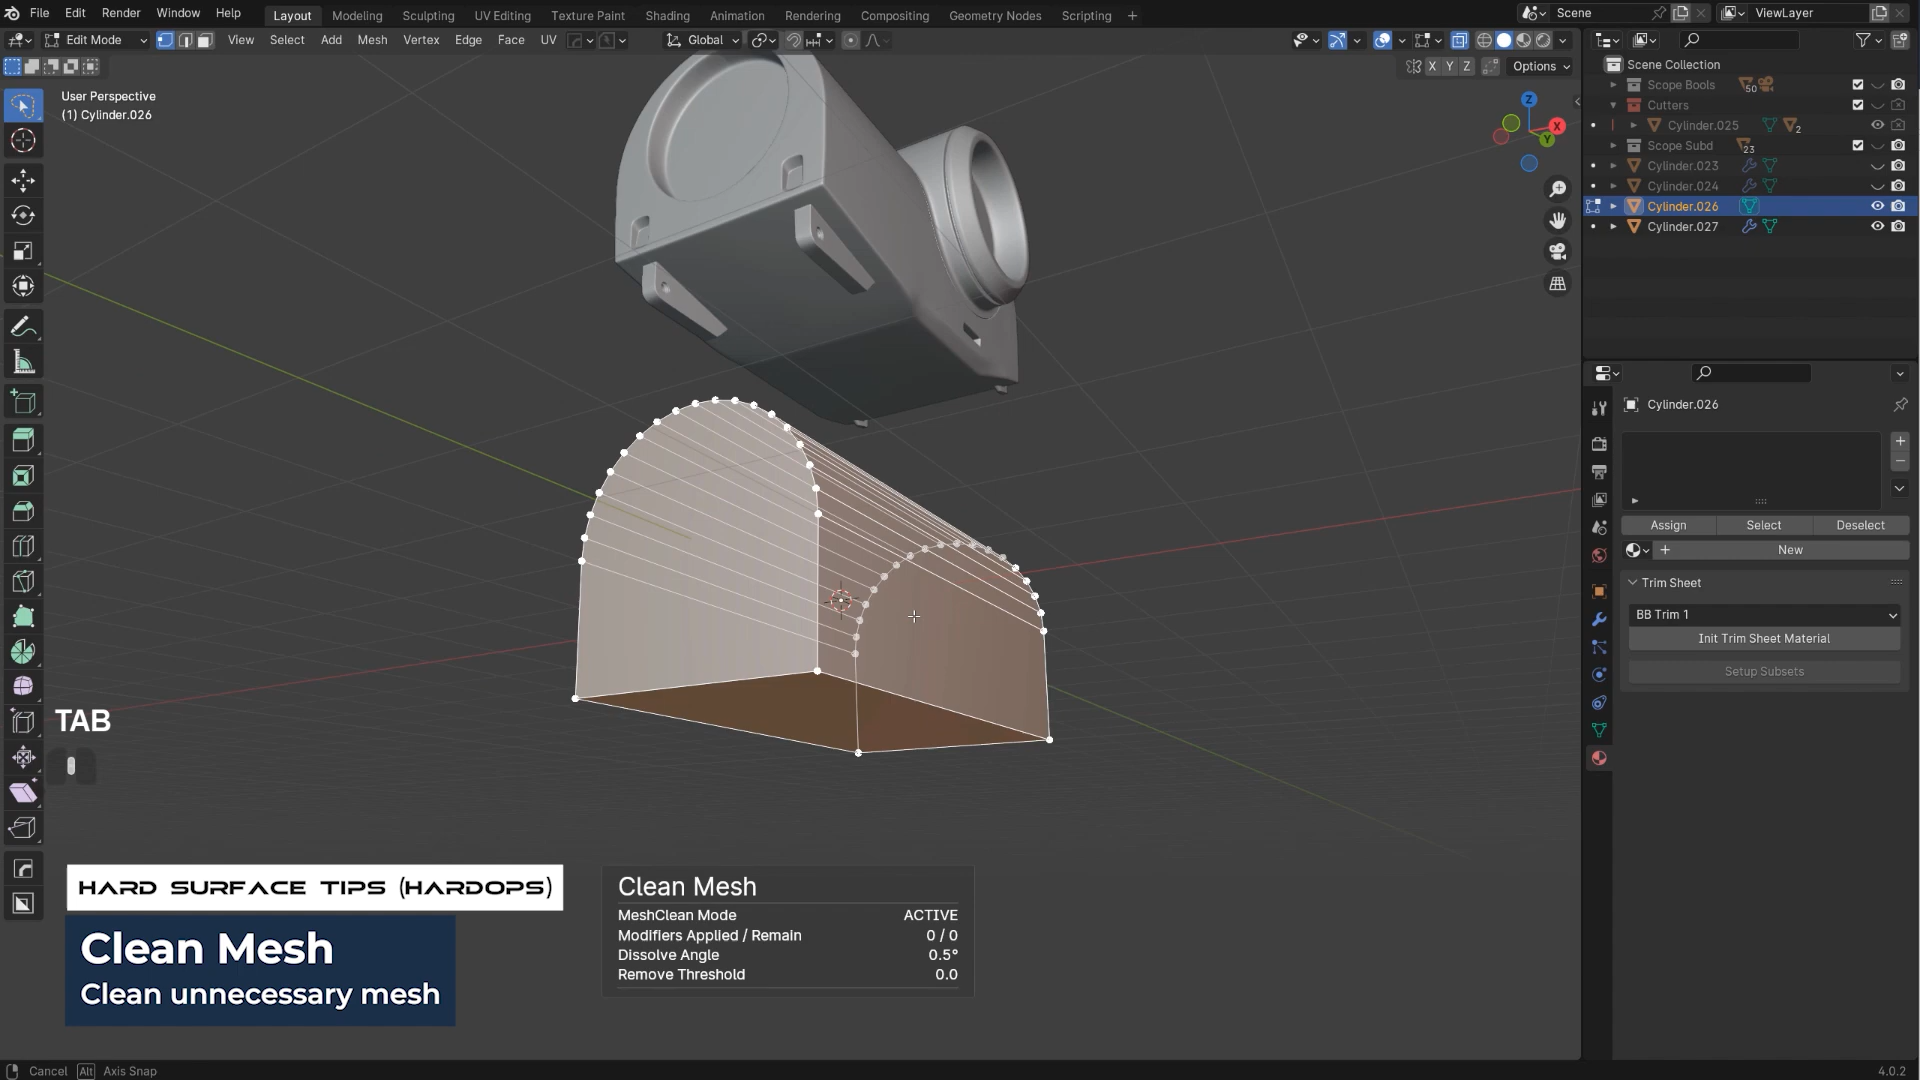 File Edit Render Window Help Layout Modeling Sculpting UV Editing Texture Paint Shading Animation Rendering Compositing Geometry Nodes Scripting + Scene ViewLayer
Edit Mode View Select Add Mesh Vertex Edge Face UV Global
X Y Z Options
User Perspective
(1) Cylinder.026
Z
X
Y
Scene Collection
Scope Bools 50
Cutters
Cylinder.025 2
Scope Subd 23
Cylinder.023
Cylinder.024
Cylinder.026
Cylinder.027
Cylinder.026
Assign Select Deselect
New
Trim Sheet
BB Trim 1
Init Trim Sheet Material
Setup Subsets
TAB
HARD SURFACE TIPS (HARDOPS)
Clean Mesh
Clean unnecessary mesh
Clean Mesh
MeshClean Mode ACTIVE
Modifiers Applied / Remain 0 / 0
Dissolve Angle 0.5°
Remove Threshold 0.0
Cancel Alt Axis Snap
4.0.2